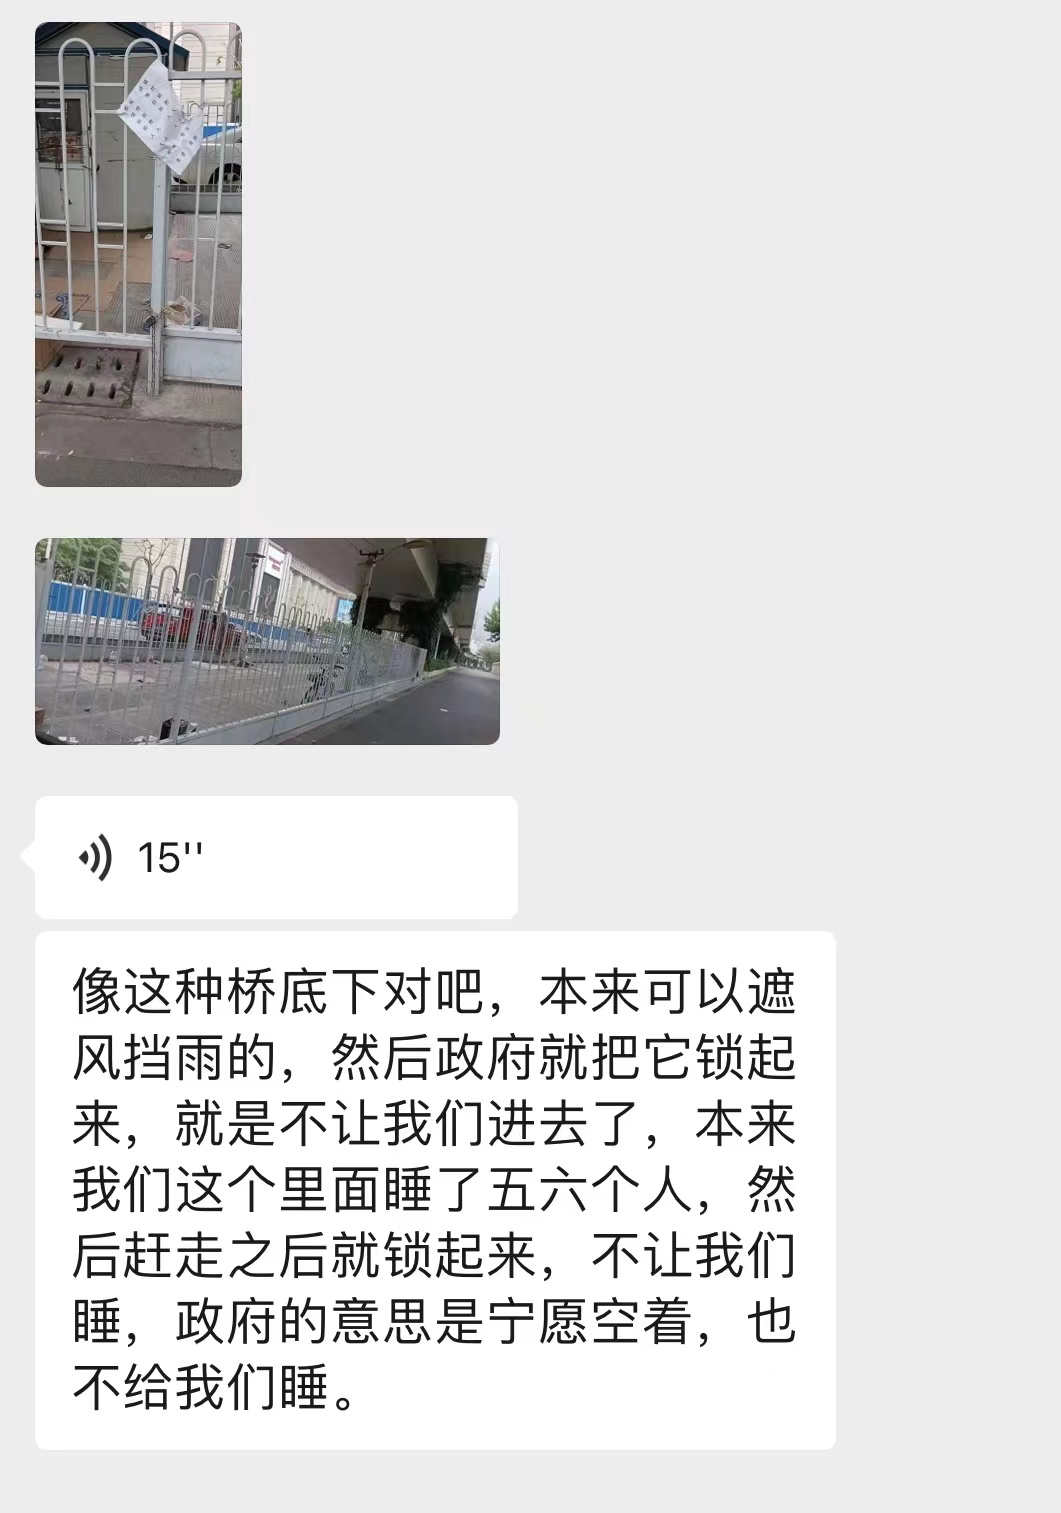 15''
像这种桥底下对吧，本来可以遮
风挡雨的，然后政府就把它锁起
来，就是不让我们进去了，本来
我们这个里面睡了五六个人，然
后赶走之后就锁起来，不让我们
睡，政府的意思是宁愿空着，也
不给我们睡。